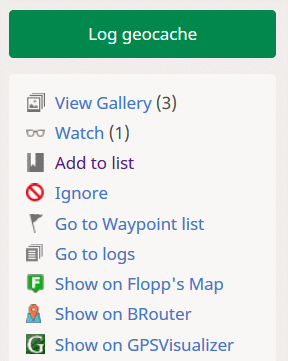 Log geocache
View Gallery (3)
Watch (1)
Add to list
Ignore
Go to Waypoint list
Go to logs
Show on Flopp's Map
Show on BRouter
Show on GPSVisualizer